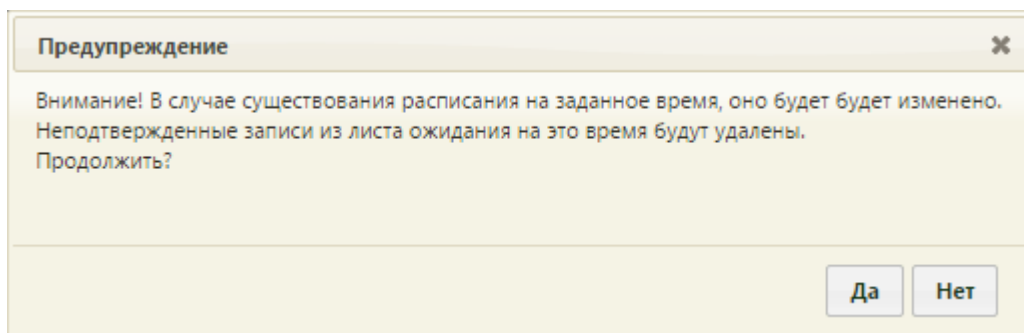 Предупреждение
Внимание! В случае существования расписания на заданное время, оно будет будет изменено.
Неподтвержденные записи из листа ожидания на это время будут удалены.
Продолжить?
Да Нет